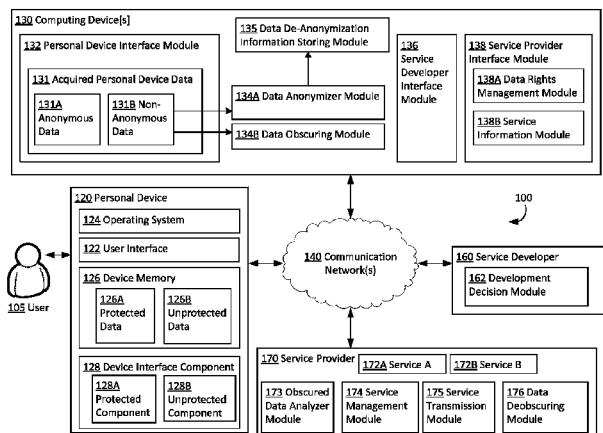 130 Computing Device[s]
132 Personal Device Interface Module
131 Acquired Personal Device Data
131A
Anonymous
Data
131B Non-
Anonymous
Data
135 Data De-Anonymization
Information Storing Module
134A Data Anonymizer Module
134B Data Obscuring Module
136
Service
Developer
Interface
Module
138 Service Provider
Interface Module
138A Data Rights
Management Module
138B Service
Information Module
105 User
120 Personal Device
124 Operating System
122 User Interface
126 Device Memory
126A
Protected
Data
126B
Unprotected
Data
128 Device Interface Component
128A
Protected
Component
128B
Unprotected
Component
140 Communication
Network(s)
100
160 Service Developer
162 Development
Decision Module
170 Service Provider
172A Service A
172B Service B
173 Obscured
Data Analyzer
Module
174 Service
Management
Module
175 Service
Transmission
Module
176 Data
Deobscuring
Module